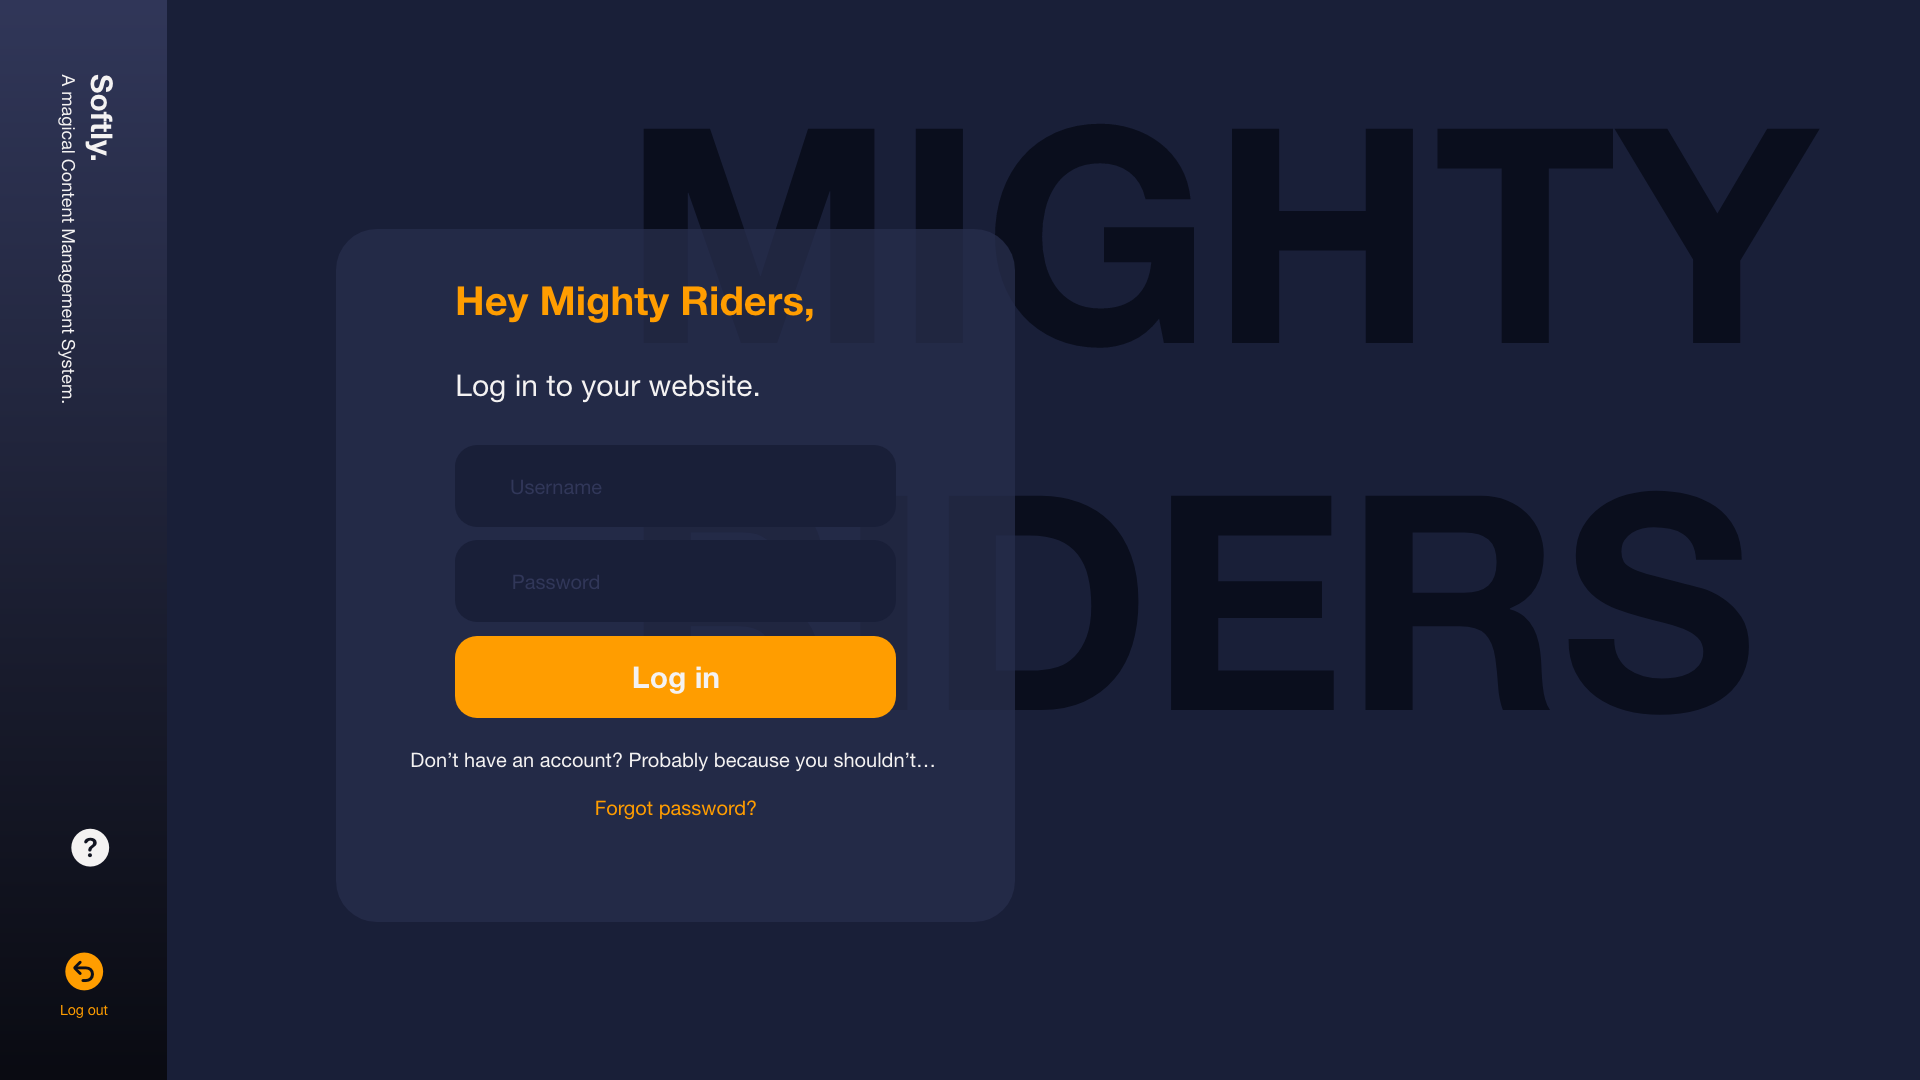 Softly.
A magical Content Management System.
MIGHTY
RIDERS
Hey Mighty Riders,
Log in to your website.
Username
Password
Log in
Don’t have an account? Probably because you shouldn’t…
Forgot password?
?
Log out